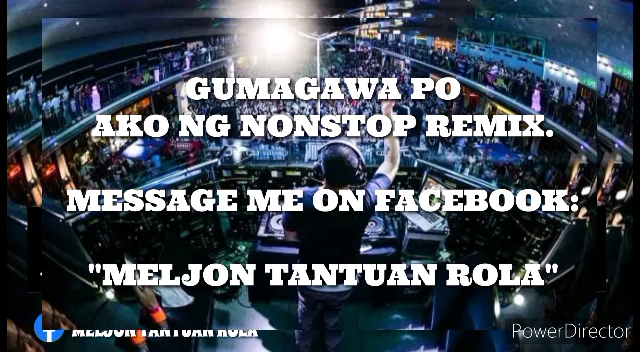 GUMAGAWA PO
AKO NG NONSTOP REMIX.
MESSAGE ME ON FACEBOOK:
"MELJON TANTUAN ROLA"
MELJON TANTUAN ROLA
PowerDirector